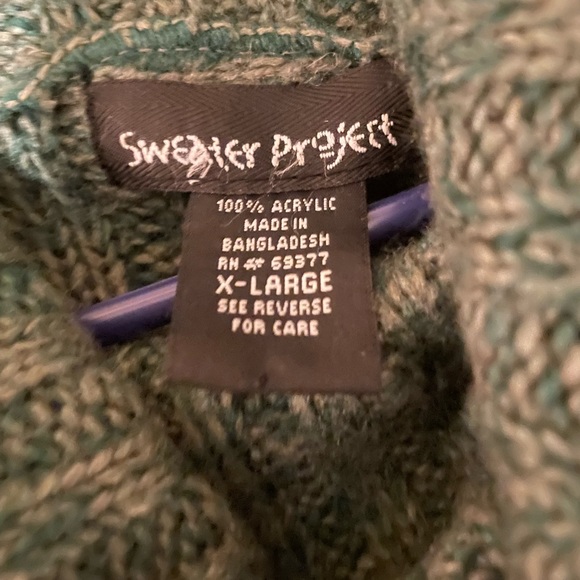 Sweater Project
100% ACRYLIC
MADE IN
BANGLADESH
RN # 69377
X-LARGE
SEE REVERSE
FOR CARE